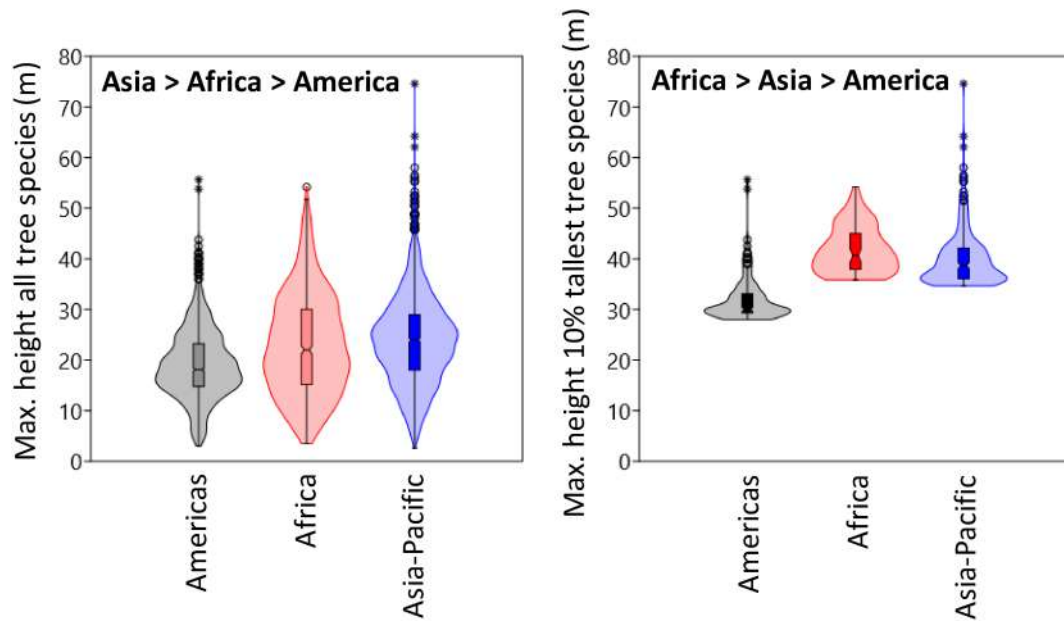 Max. height all tree species (m)
80
70
60
50
40
30
20
10
0
Asia > Africa > America
Americas
Africa
Asia-Pacific
Max. height 10% tallest tree species (m)
80
70
60
50
40
30
20
10
0
Africa > Asia > America
Americas
Africa
Asia-Pacific